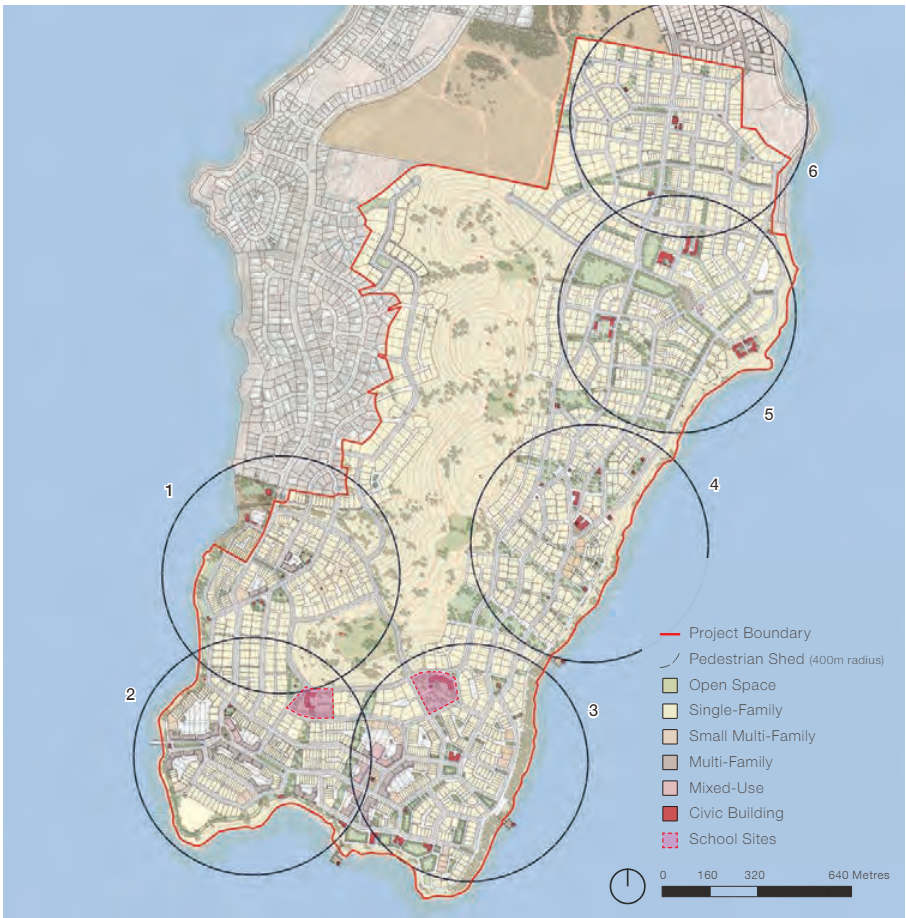 6
5
4
1
2
3
Project Boundary
Pedestrian Shed (400m radius)
Open Space
Single-Family
Small Multi-Family
Multi-Family
Mixed-Use
Civic Building
School Sites
0 160 320 640 Metres